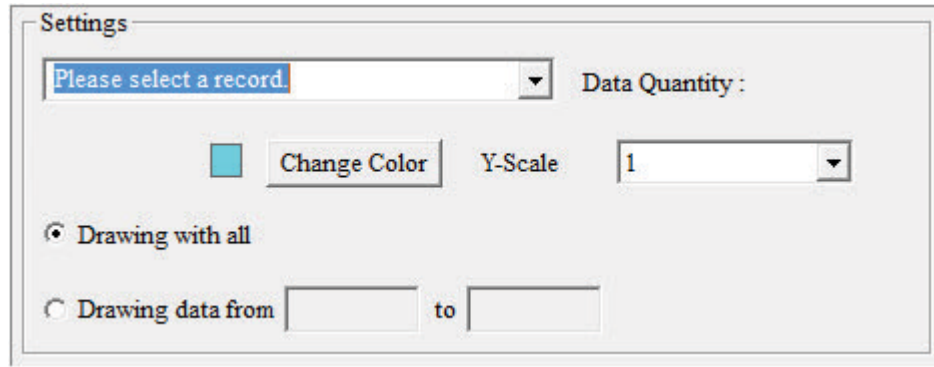 Settings
Please select a record. Data Quantity :
Change Color Y-Scale 1
Drawing with all
Drawing data from to